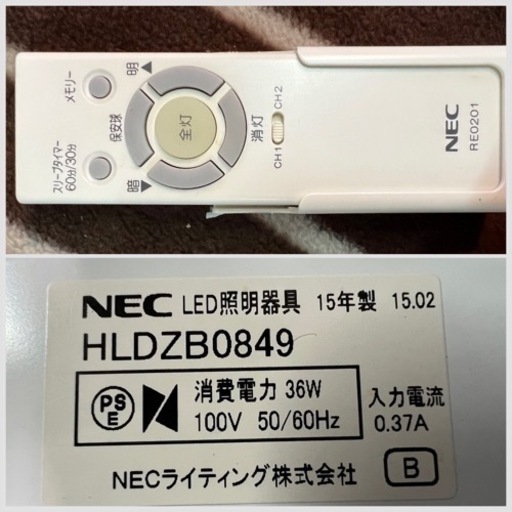 メモリー
スリープタイマー
60分/30分
明▲
保安球
全灯
消灯
暗▼
CH1 CH2
NEC
RE0201
NEC LED照明器具 15年製 15.02
HLDZB0849
PS
E
消費電力 36W
100V 50/60Hz
入力電流
0.37A
NECライティング株式会社
B